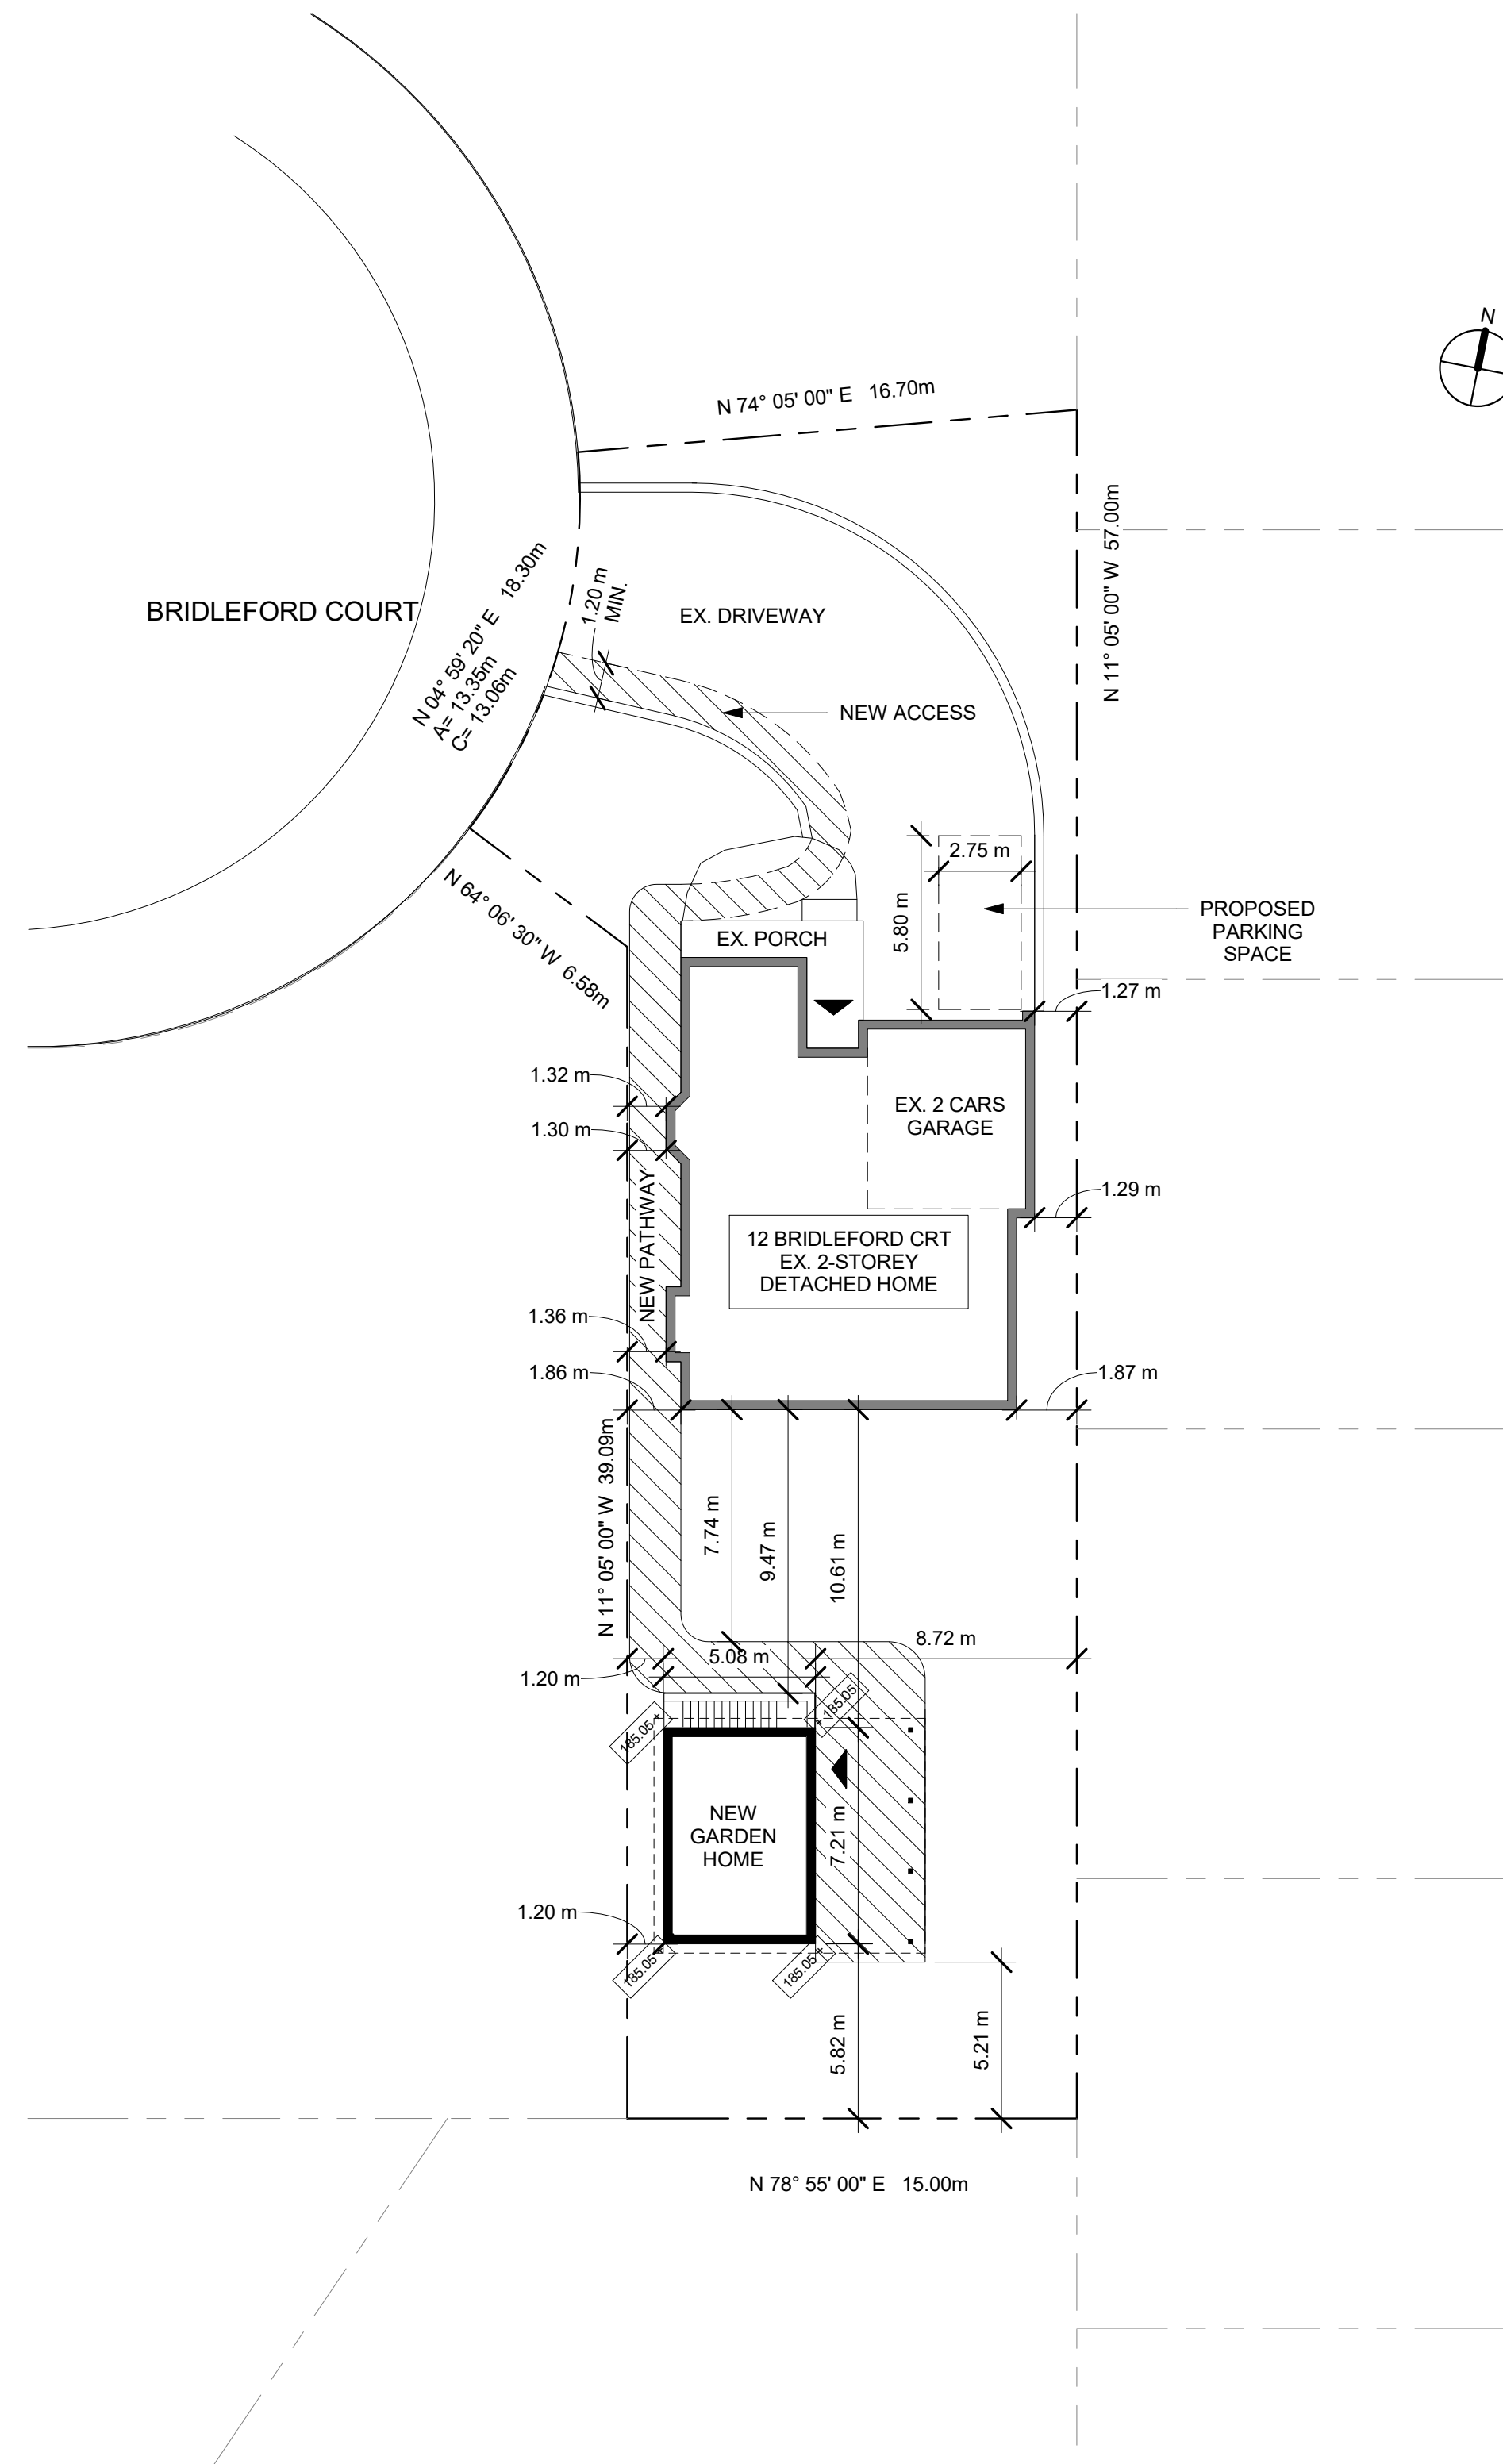 N
N 74° 05' 00" E   16.70m
N 11° 05' 00" W  57.00m
BRIDLEFORD COURT
N 04° 59' 20" E   18.30m
A= 13.35m
C= 13.06m
1.20 m
MIN.
EX. DRIVEWAY
NEW ACCESS
2.75 m
5.80 m
PROPOSED
PARKING
SPACE
N 64° 06' 30" W  6.58m
EX. PORCH
1.27 m
1.32 m
1.30 m
EX. 2 CARS
GARAGE
NEW PATHWAY
1.29 m
12 BRIDLEFORD CRT
EX. 2-STOREY
DETACHED HOME
1.36 m
1.86 m
1.87 m
N 11° 05' 00" W  39.09m
7.74 m
9.47 m
10.61 m
8.72 m
5.08 m
1.20 m
185.05
185.05
NEW
GARDEN
HOME
7.21 m
1.20 m
185.05
185.05
5.82 m
5.21 m
N 78° 55' 00" E   15.00m